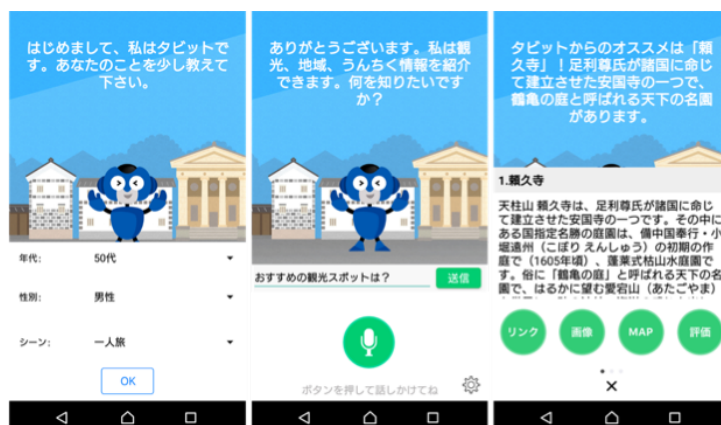 はじめまして、私はタビットで
す。あなたのことを少し教えて
下さい。
年代:
50代
性別:
男性
シーン:
一人旅
OK
ありがとうございます。私は観
光、地域、うんちく情報を紹介
できます。何を知りたいです
か？
おすすめの観光スポットは？
送信
ボタンを押して話しかけてね
タビットからのオススメは「頼
久寺」！足利尊氏が諸国に命じ
て建立させた安国寺の一つで、
鶴亀の庭と呼ばれる天下の名園
があります。
1.頼久寺
天柱山 頼久寺は、足利尊氏が諸国に命じ
て建立させた安国寺の一つです。その中に
ある国指定名勝の庭園は、備中国奉行・小
堀遠州（こぼり えんしゅう）の初期の作
庭で（1605年頃）、蓬莱式枯山水庭園で
す。俗に「鶴亀の庭」と呼ばれる天下の名
園で、はるかに望む愛宕山（あたごやま）
リンク
画像
MAP
評価